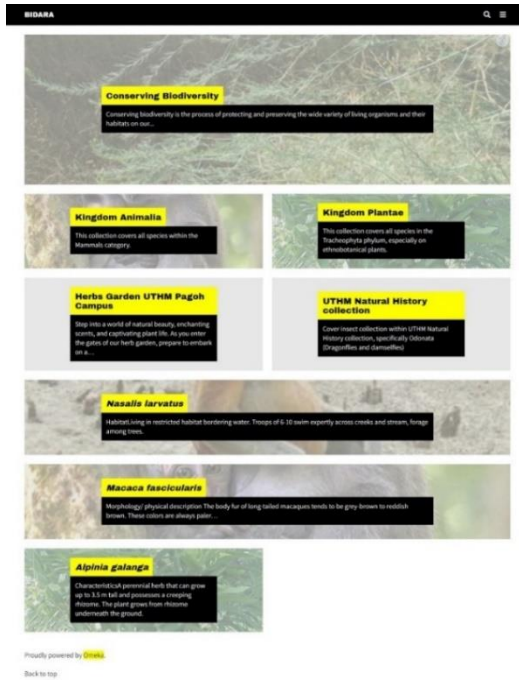 BIDARA
Conserving Biodiversity
Conserving biodiversity is the process of protecting and preserving the wide variety of living organisms and their
habitats on our...
Kingdom Animalia
This collection covers all species within the
Mammals category.
Kingdom Plantae
This collection covers all species in the
Tracheophyta phylum, especially on
ethnobotanical plants.
Herbs Garden UTHM Pagoh
Campus
Step into a world of natural beauty, enchanting
scents, and captivating plant life. As you enter
the gates of our herb garden, prepare to embark
on a...
UTHM Natural History
collection
Cover insect collection within UTHM Natural
History collection, specifically Odonata
(Dragonflies and damselflies)
Nasalis larvatus
HabitatLiving in restricted habitat bordering water. Troops of 6-10 swim expertly across creeks and stream, forage
among trees.
Macaca fascicularis
Morphology/ physical description The body fur of long-tailed macaques tends to be grey-brown to reddish
brown. These colors are always paler...
Alpinia galanga
CharacteristicsA perennial herb that can grow
up to 3.5 m tall and possesses a creeping
rhizome. The plant grows from rhizome
underneath the ground.
Proudly powered by Omeka.
Back to top